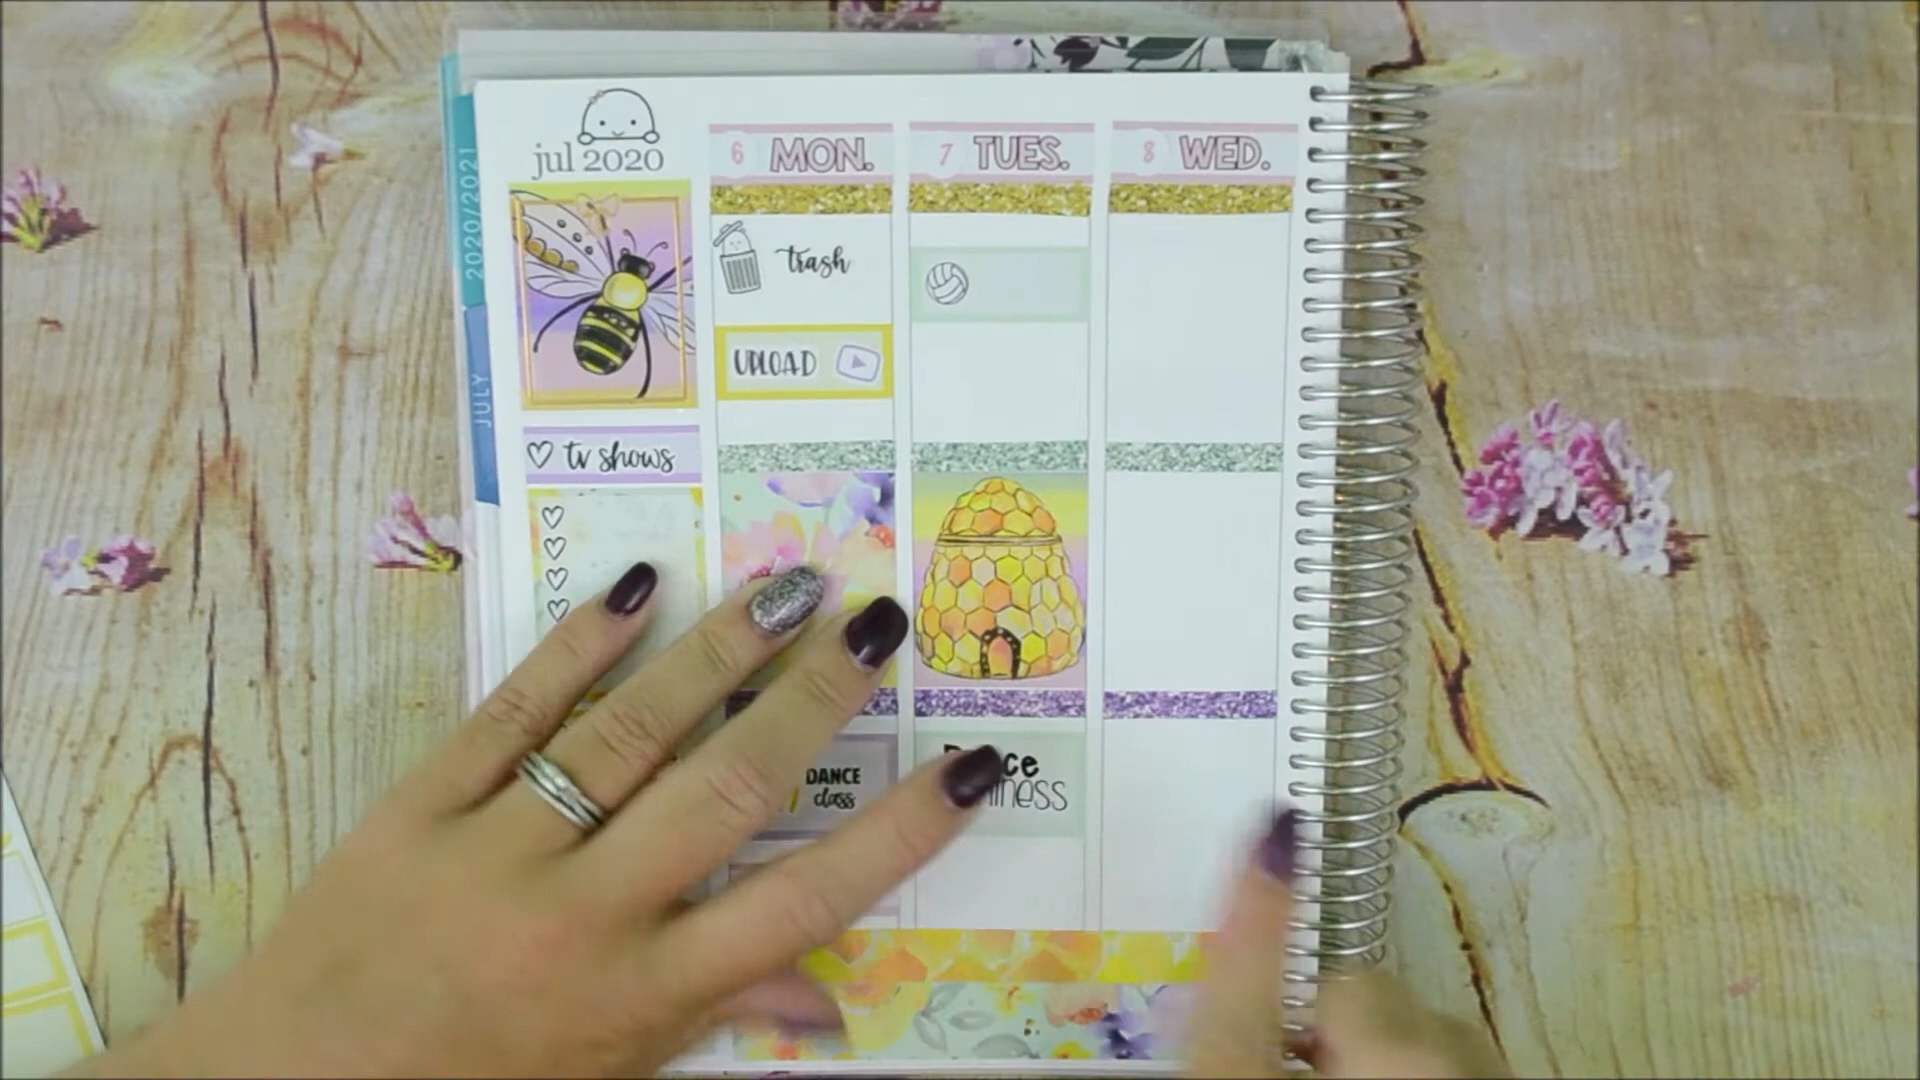 jul 2020
6 MON.
7 TUES.
8 WED.
2020/2021
JULY
trash
UPLOAD
tv shows
DANCE
class